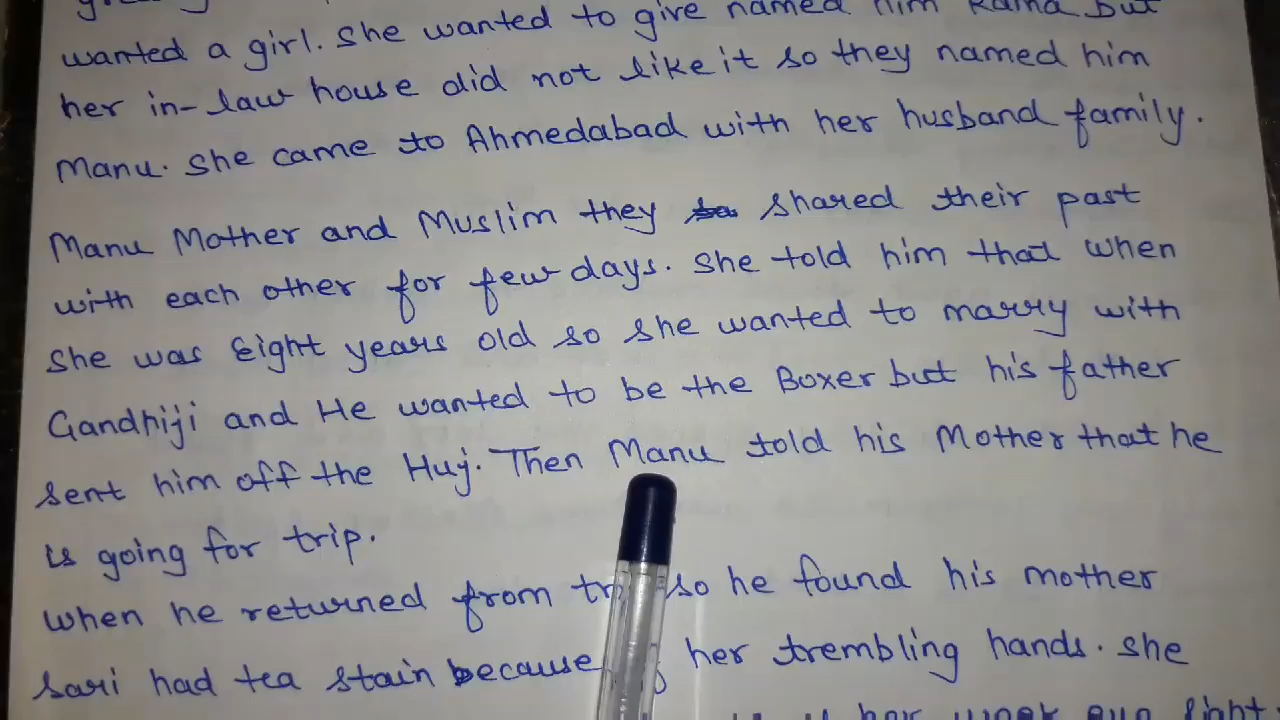 wanted a girl. She wanted to give named him Rama but
her in-law house did not like it so they named him
Manu. She came to Ahmedabad with her husband family.
Manu Mother and Muslim they shared their past
with each other for few days. She told him that when
She was Eight years old so she wanted to marry with
Gandhiji and He wanted to be the Boxer but his father
sent him off the Huj. Then Manu told his Mother that he
is going for trip.
When he returned from so he found his mother
sari had tea stain because her trembling hands. She